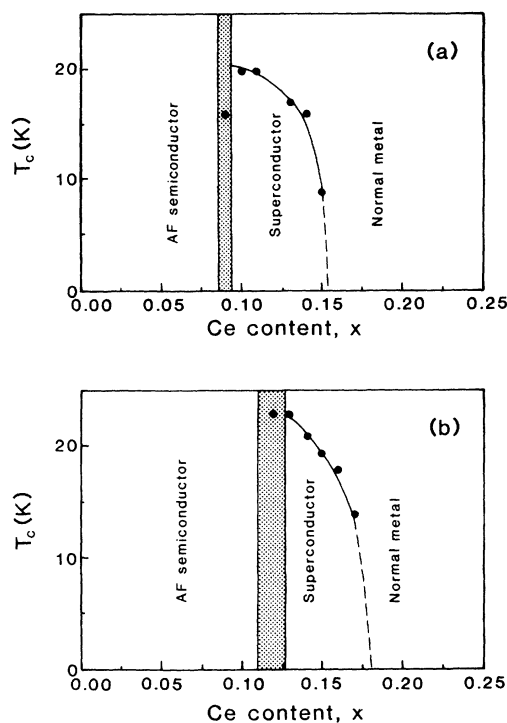 (a)
20
10
0
Tc(K)
AF semiconductor
Superconductor
Normal metal
0.00 0.05 0.10 0.15 0.20 0.25
Ce content, x
(b)
20
10
0
Tc(K)
AF semiconductor
Superconductor
Normal metal
0.00 0.05 0.10 0.15 0.20 0.25
Ce content, x